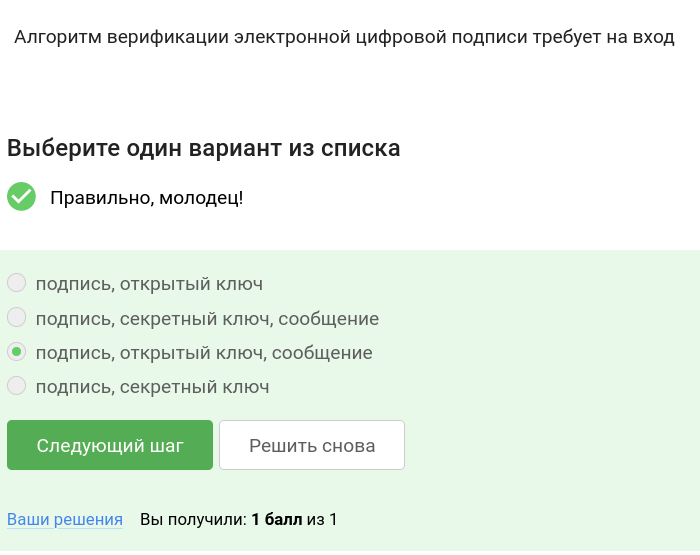 Алгоритм верификации электронной цифровой подписи требует на вход
Выберите один вариант из списка
Правильно, молодец!
подпись, открытый ключ
подпись, секретный ключ, сообщение
подпись, открытый ключ, сообщение
подпись, секретный ключ
Следующий шаг Решить снова
Ваши решения Вы получили: 1 балл из 1